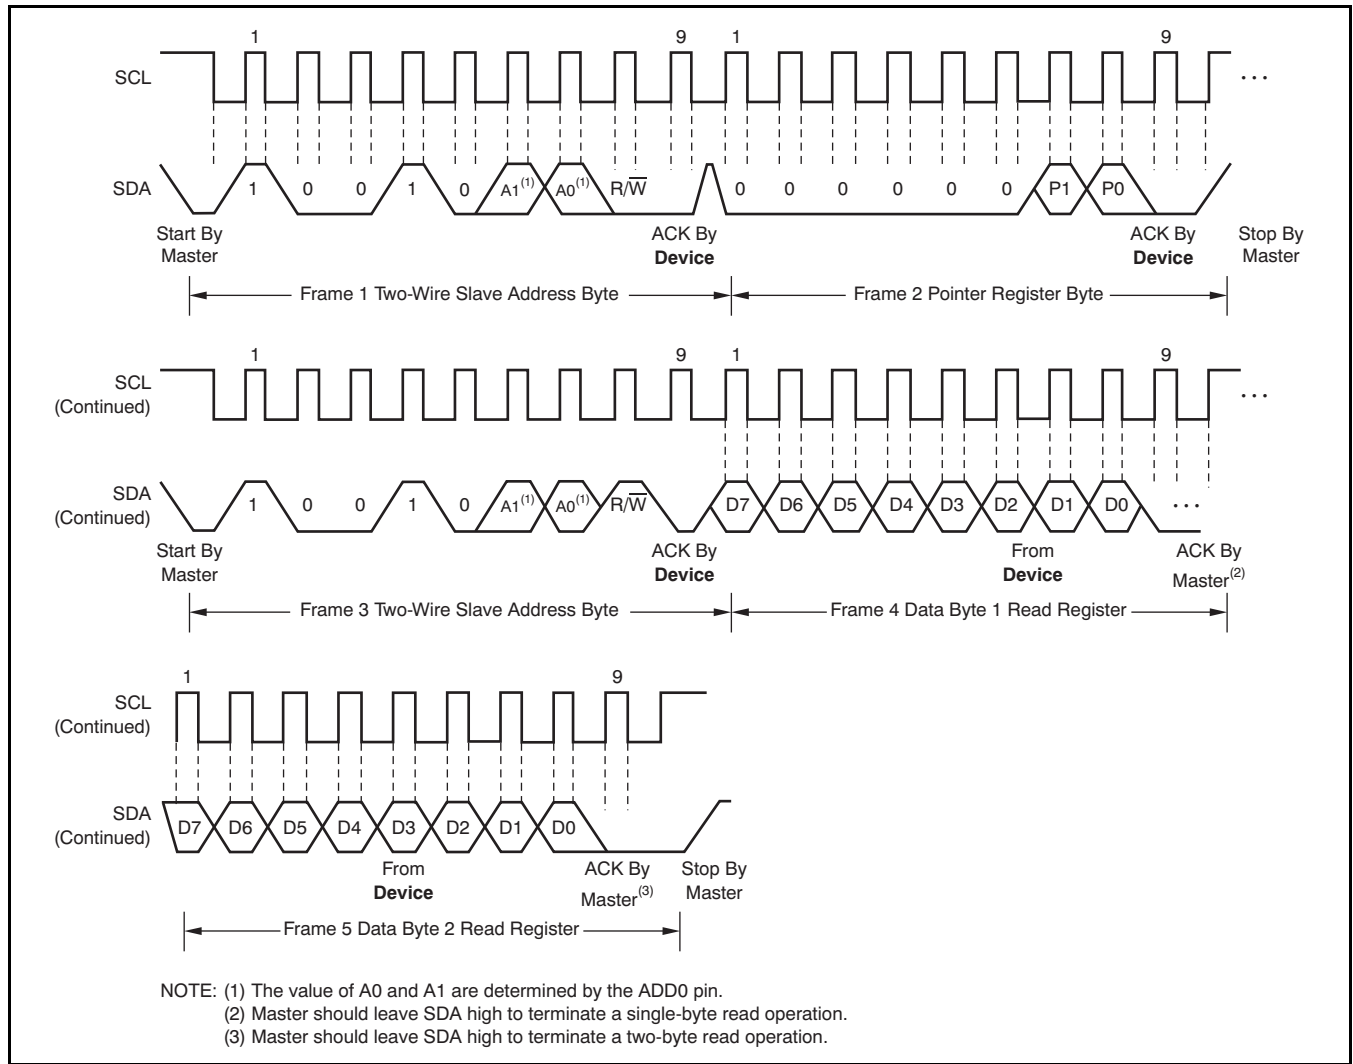 1 9 1 9
SCL ...
SDA 1 0 0 1 0 A1(1) A0(1) R/W 0 0 0 0 0 0 P1 P0
Start By Master ACK By Device ACK By Device Stop By Master
Frame 1 Two-Wire Slave Address Byte Frame 2 Pointer Register Byte
1 9 1 9
SCL (Continued) ...
SDA (Continued) 1 0 0 1 0 A1(1) A0(1) R/W D7 D6 D5 D4 D3 D2 D1 D0 ...
Start By Master ACK By Device From Device ACK By Master(2)
Frame 3 Two-Wire Slave Address Byte Frame 4 Data Byte 1 Read Register
1 9
SCL (Continued)
SDA (Continued) D7 D6 D5 D4 D3 D2 D1 D0
From Device ACK By Master(3) Stop By Master
Frame 5 Data Byte 2 Read Register
NOTE: (1) The value of A0 and A1 are determined by the ADD0 pin.
(2) Master should leave SDA high to terminate a single-byte read operation.
(3) Master should leave SDA high to terminate a two-byte read operation.